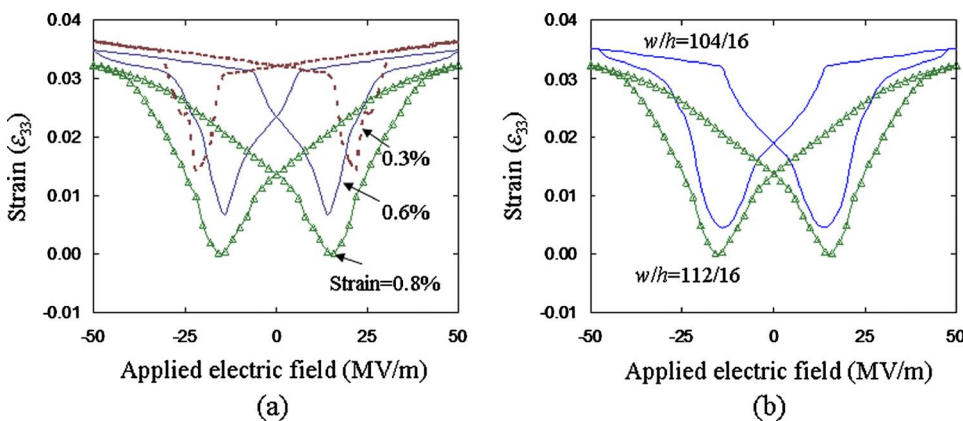 0.04
0.03
0.02
0.01
0.00
-0.01
Strain (ε33)
0.3%
0.6%
Strain=0.8%
-50 -25 0 25 50
Applied electric field (MV/m)
(a)
0.04
0.03
0.02
0.01
0.00
-0.01
Strain (ε33)
w/h=104/16
w/h=112/16
-50 -25 0 25 50
Applied electric field (MV/m)
(b)